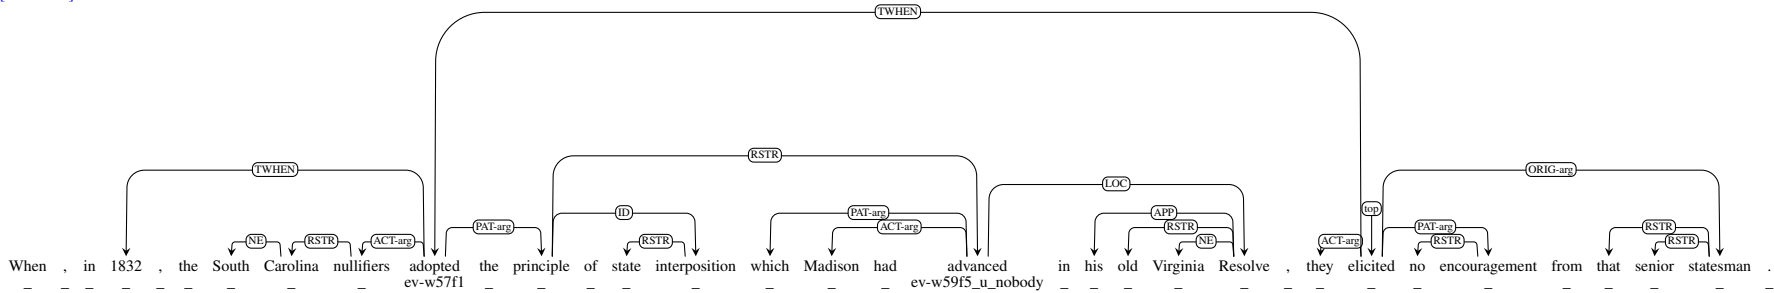 TWHEN
RSTR
TWHEN ORIG-arg
LOC
top
ID PAT-arg APP
PAT-arg ACT-arg RSTR PAT-arg RSTR
NE RSTR ACT-arg RSTR NE ACT-arg RSTR RSTR
When , in 1832 , the South Carolina nullifiers adopted the principle of state interposition which Madison had advanced in his old Virginia Resolve , they elicited no encouragement from that senior statesman .
_ _ _ _ _ _ _ _ _ ev-w57f1 _ _ _ _ _ _ _ _ ev-w59f5_u_nobody _ _ _ _ _ _ _ _ _ _ _ _ _ _ _